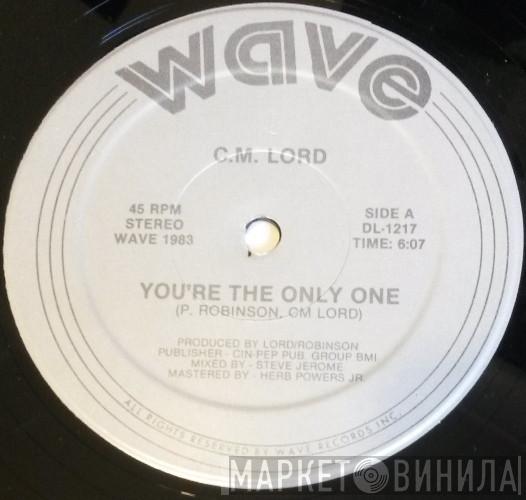 wave
C.M. LORD
45 RPM
STEREO
WAVE 1983
SIDE A
DL-1217
TIME: 6:07
YOU'RE THE ONLY ONE
(P. ROBINSON, CM LORD)
PRODUCED BY LORD/ROBINSON
PUBLISHER - CIN-PEP PUB. GROUP BMI
MIXED BY - STEVE JEROME
MASTERED BY - HERB POWERS JR.
ALL RIGHTS RESERVED BY WAVE RECORDS INC.
МАРКЕТ ВИНИЛА